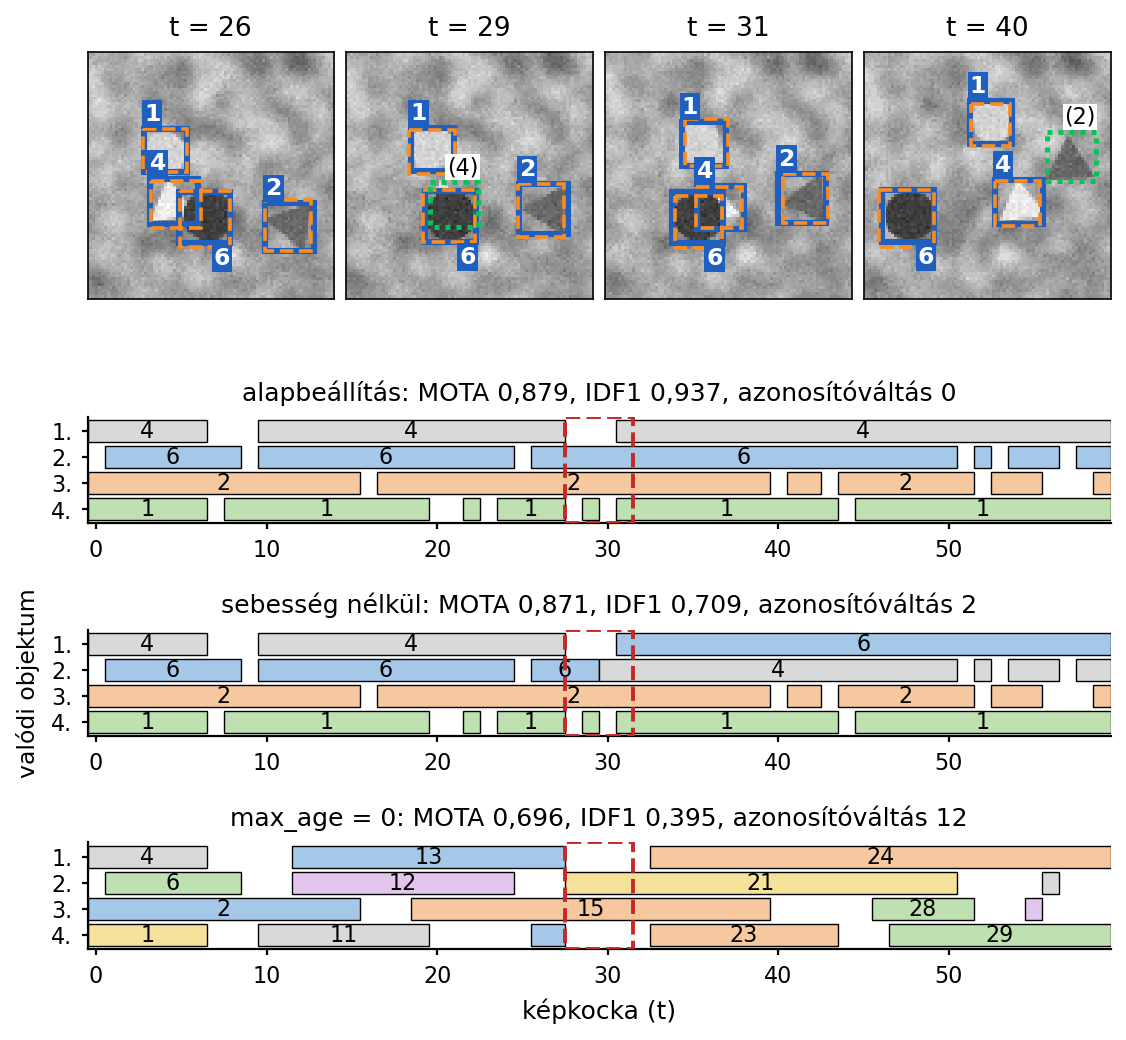 t = 26
t = 29
t = 31
t = 40
1
4
2
6
1
(4)
2
6
1
4
2
6
1
(2)
4
6
alapbeállítás: MOTA 0,879, IDF1 0,937, azonosítóváltás 0
1. 4 4 4
2. 6 6 6
3. 2 2 2
4. 1 1 1 1 1
0 10 20 30 40 50
sebesség nélkül: MOTA 0,871, IDF1 0,709, azonosítóváltás 2
1. 4 4 6
2. 6 6 6 4
3. 2 2 2
4. 1 1 1 1 1
0 10 20 30 40 50
valódi objektum
max_age = 0: MOTA 0,696, IDF1 0,395, azonosítóváltás 12
1. 4 13 24
2. 6 12 21
3. 2 15 28
4. 1 11 23 29
0 10 20 30 40 50
képkocka (t)